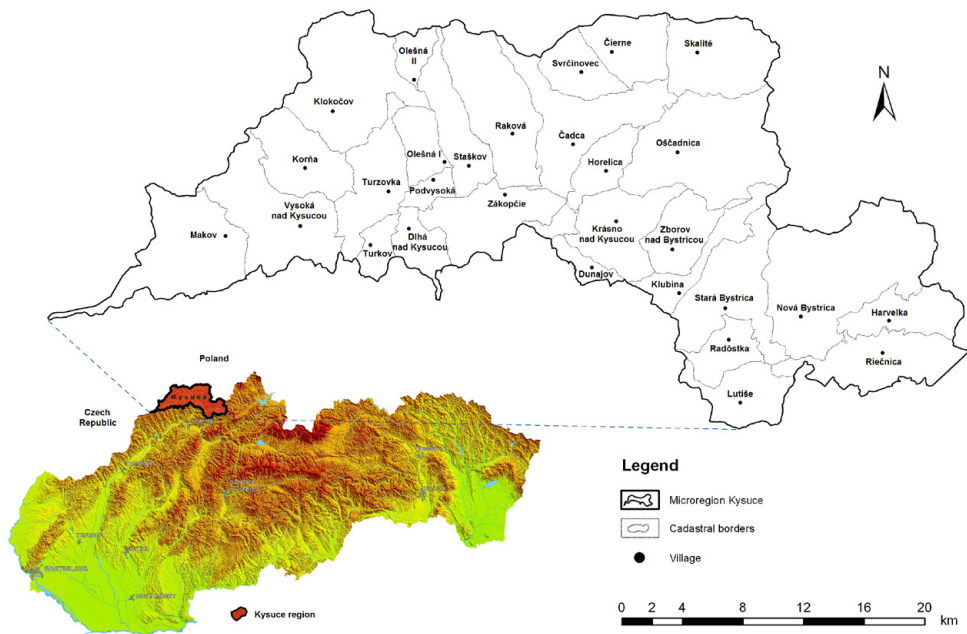 Olešná
II
Čierne
Skalité
Svrčinovec
Klokočov
N
Raková
Čadca
Oščadnica
Korňa
Olešná I
Staškov
Horelica
Turzovka
Podvysoká
Zákopčie
Vysoká
nad Kysucou
Makov
Turkov
Dlhá
nad Kysucou
Krásno
nad Kysucou
Zborov
nad Bystricou
Dunajov
Klubina
Stará Bystrica
Nová Bystrica
Harvelka
Radôstka
Riečnica
Lutiše
Poland
Kysuce
Czech
Republic
BRATISLAVA
Kysuce region
Legend
Microregion Kysuce
Cadastral borders
Village
0 2 4 8 12 16 20
km